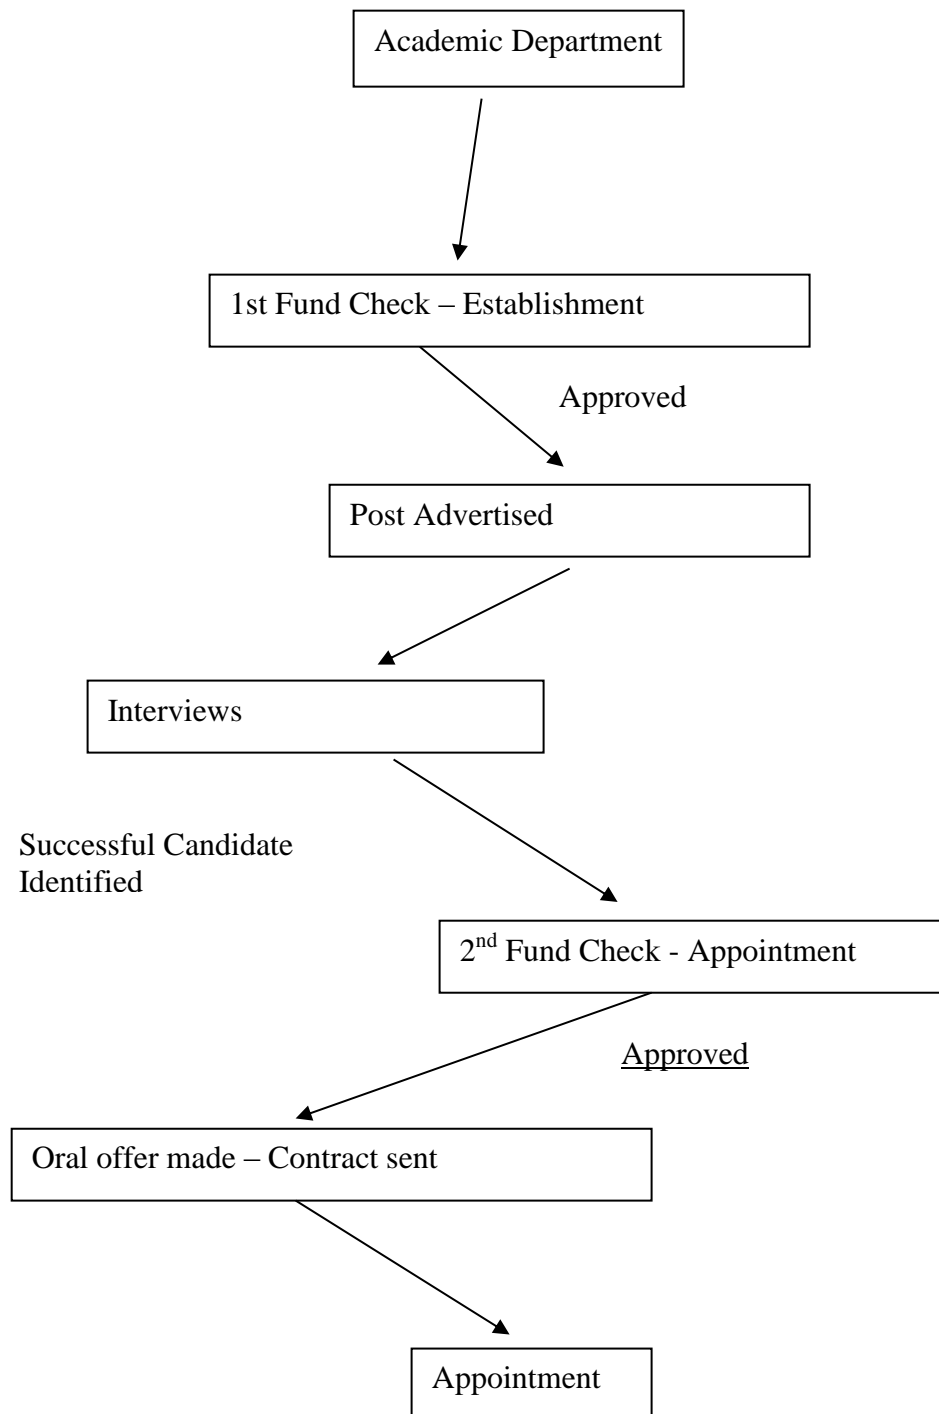 Academic Department
1st Fund Check – Establishment
Approved
Post Advertised
Interviews
Successful Candidate
Identified
2nd Fund Check - Appointment
Approved
Oral offer made – Contract sent
Appointment